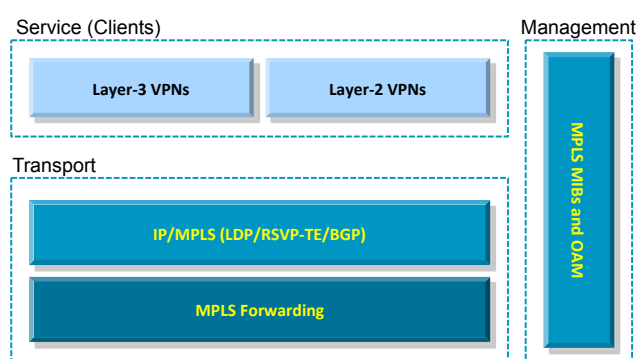 Service (Clients)
Management
Layer-3 VPNs
Layer-2 VPNs
Transport
IP/MPLS (LDP/RSVP-TE/BGP)
MPLS Forwarding
MPLS MIBs and OAM